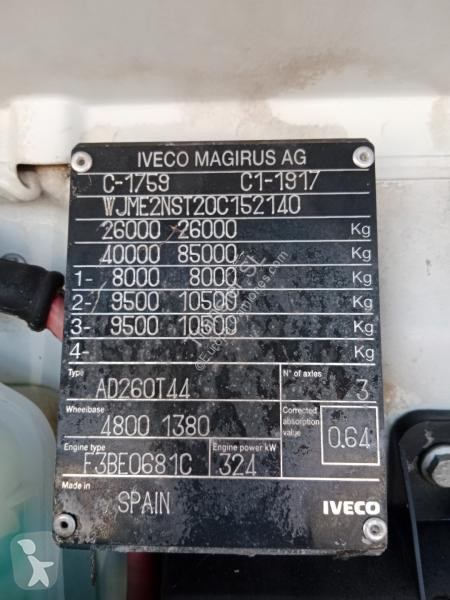 IVECO MAGIRUS AG
C-1759 C1-1917
WJME2NST20C152140
26000 26000 Kg
40000 85000 Kg
1- 8000 8000 Kg
2- 9500 10500 Kg
3- 9500 10500 Kg
4- Kg
Type AD260T44 N° of axles 3
Wheelbase 4800 1380 Corrected absorption value 0.64
Engine type F3BE0681C Engine power kW 324
Made in SPAIN IVECO